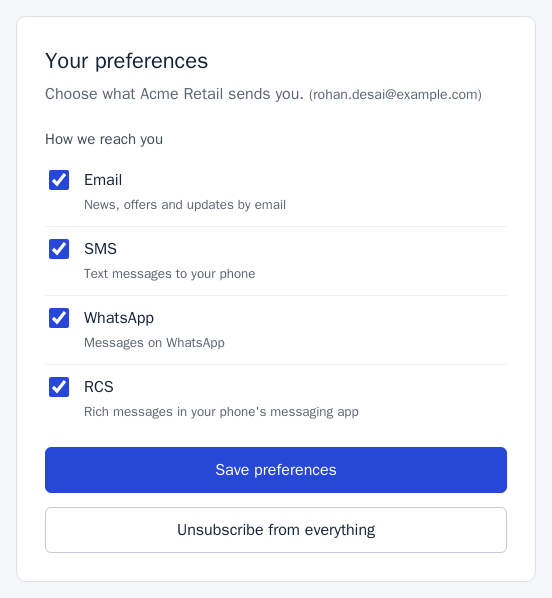 Your preferences
Choose what Acme Retail sends you. (rohan.desai@example.com)
How we reach you
Email
News, offers and updates by email
SMS
Text messages to your phone
WhatsApp
Messages on WhatsApp
RCS
Rich messages in your phone's messaging app
Save preferences
Unsubscribe from everything